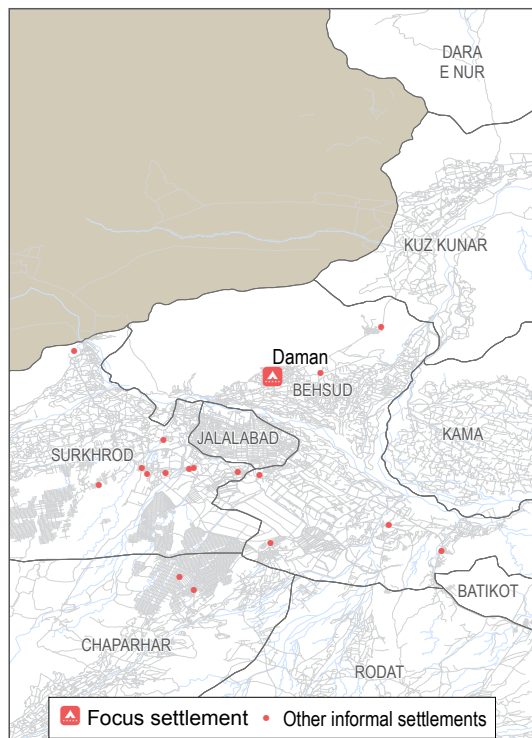 DARA
E NUR
KUZ KUNAR
Daman
BEHSUD
KAMA
JALALABAD
SURKHROD
BATIKOT
CHAPARHAR
RODAT
Focus settlement
Other informal settlements